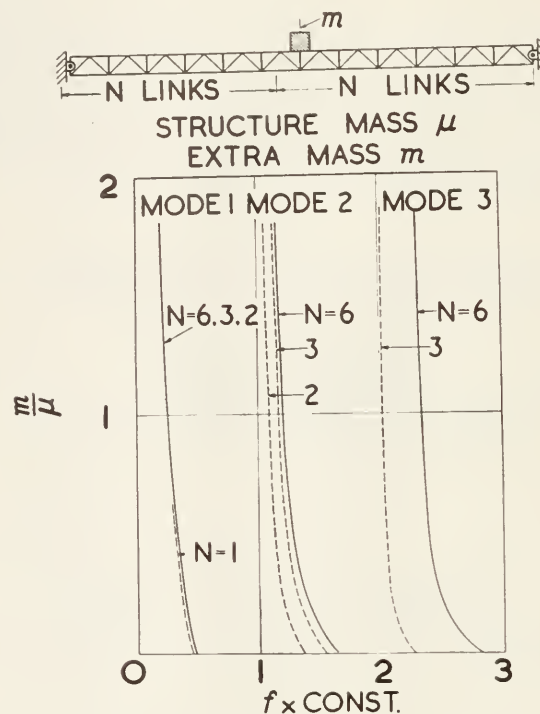 m
N LINKS N LINKS
STRUCTURE MASS μ
EXTRA MASS m
2
MODE 1 MODE 2 MODE 3
N=6,3,2 N=6 N=6
3 3
2
m/μ
1
N=1
0 1 2 3
f x CONST.